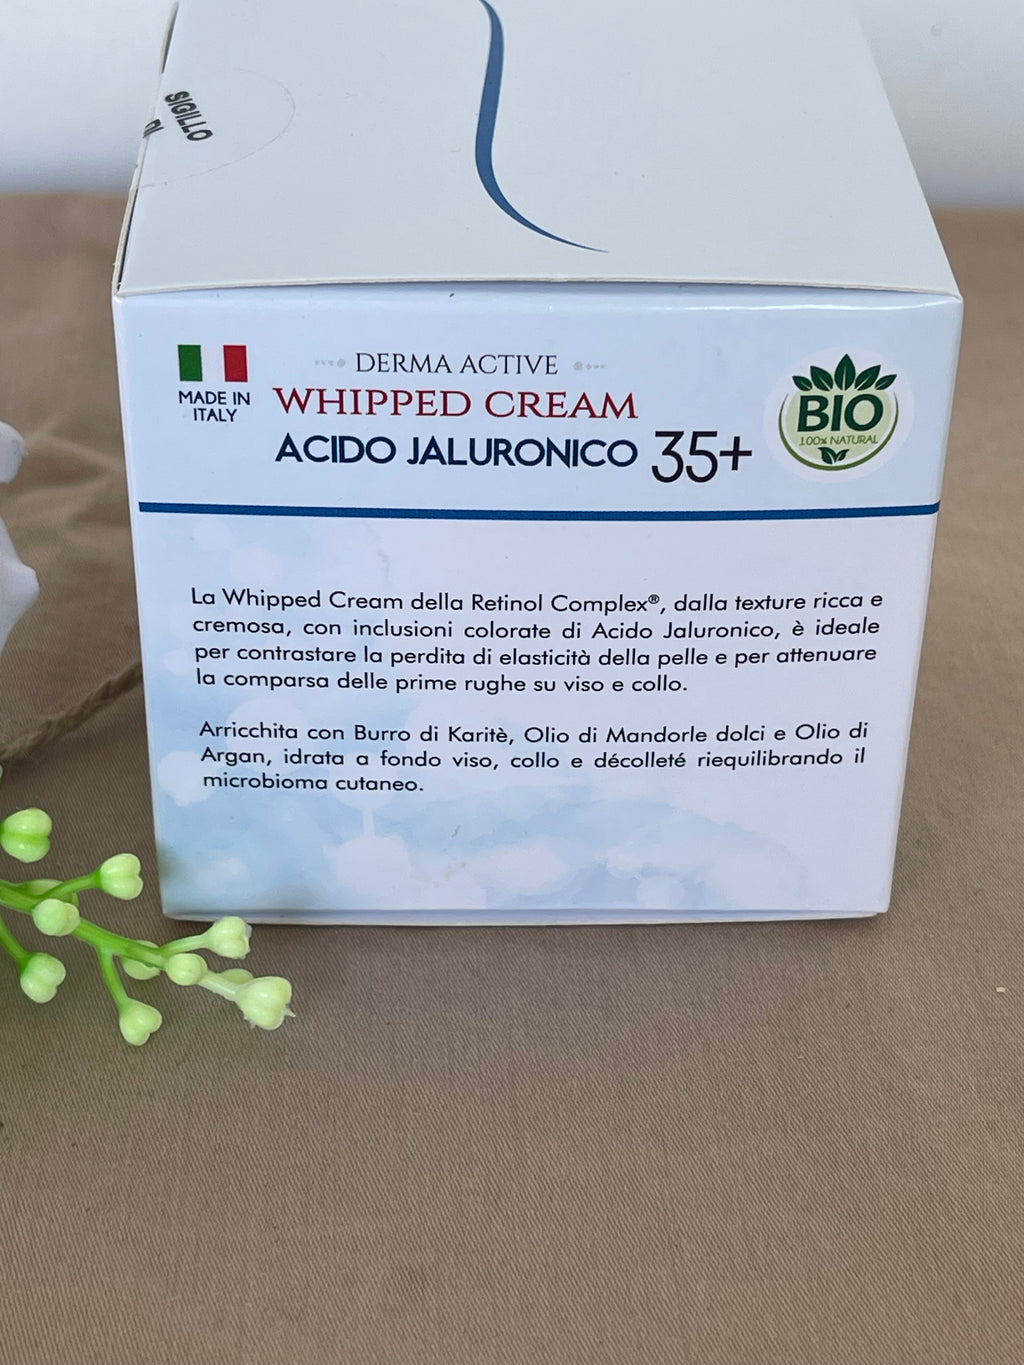 SIGILLO
DI
MADE IN
ITALY
DERMA ACTIVE
WHIPPED CREAM
ACIDO JALURONICO 35+
BIO
100% NATURAL
La Whipped Cream della Retinol Complex®, dalla texture ricca e
cremosa, con inclusioni colorate di Acido Jaluronico, è ideale
per contrastare la perdita di elasticità della pelle e per attenuare
la comparsa delle prime rughe su viso e collo.
Arricchita con Burro di Karitè, Olio di Mandorle dolci e Olio di
Argan, idrata a fondo viso, collo e décolleté riequilibrando il
microbioma cutaneo.